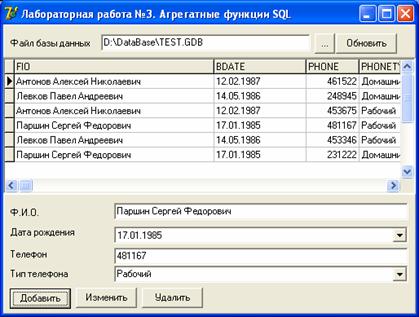 Лабораторная работа №3. Агрегатные функции SQL
Файл базы данных D:\DataBase\TEST.GDB ... Обновить
FIO BDATE PHONE PHONETY
Антонов Алексей Николаевич 12.02.1987 461522 Домашни
Левков Павел Андреевич 14.05.1986 248945 Домашни
Антонов Алексей Николаевич 12.02.1987 453675 Рабочий
Паршин Сергей Федорович 17.01.1985 481167 Рабочий
Левков Павел Андреевич 14.05.1986 453346 Рабочий
Паршин Сергей Федорович 17.01.1985 231222 Домашни
Ф.И.О. Паршин Сергей Федорович
Дата рождения 17.01.1985
Телефон 481167
Тип телефона Рабочий
Добавить Изменить Удалить